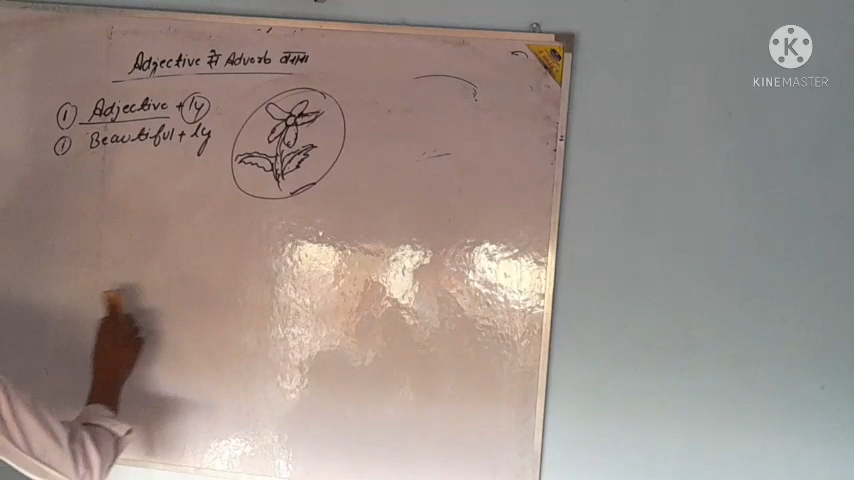 Adjective से Adverb बनाना
① Adjective + ly
① Beautiful + ly
K
KINEMASTER